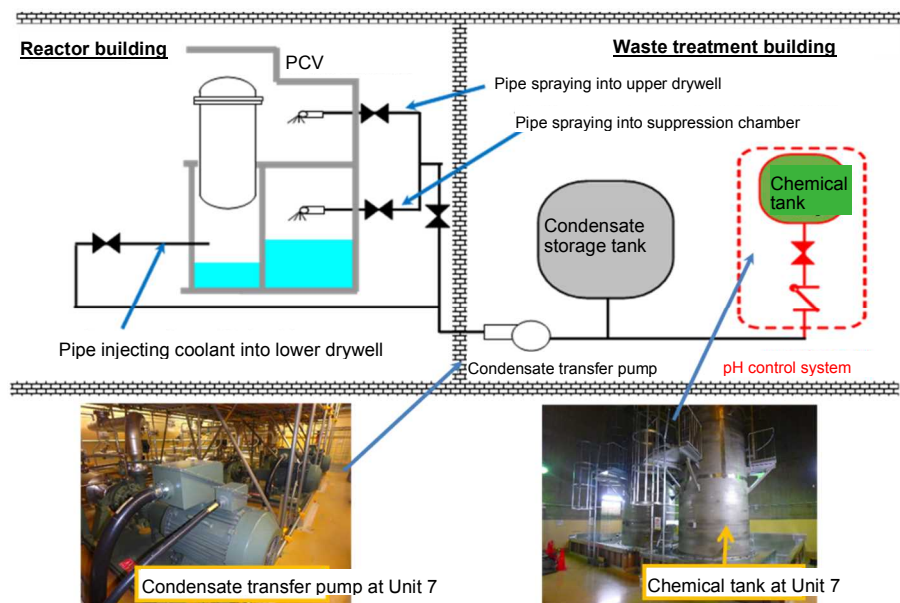 Reactor building
Waste treatment building
PCV
Pipe spraying into upper drywell
Pipe spraying into suppression chamber
Chemical
tank
Condensate
storage tank
Pipe injecting coolant into lower drywell
Condensate transfer pump
pH control system
Condensate transfer pump at Unit 7
Chemical tank at Unit 7